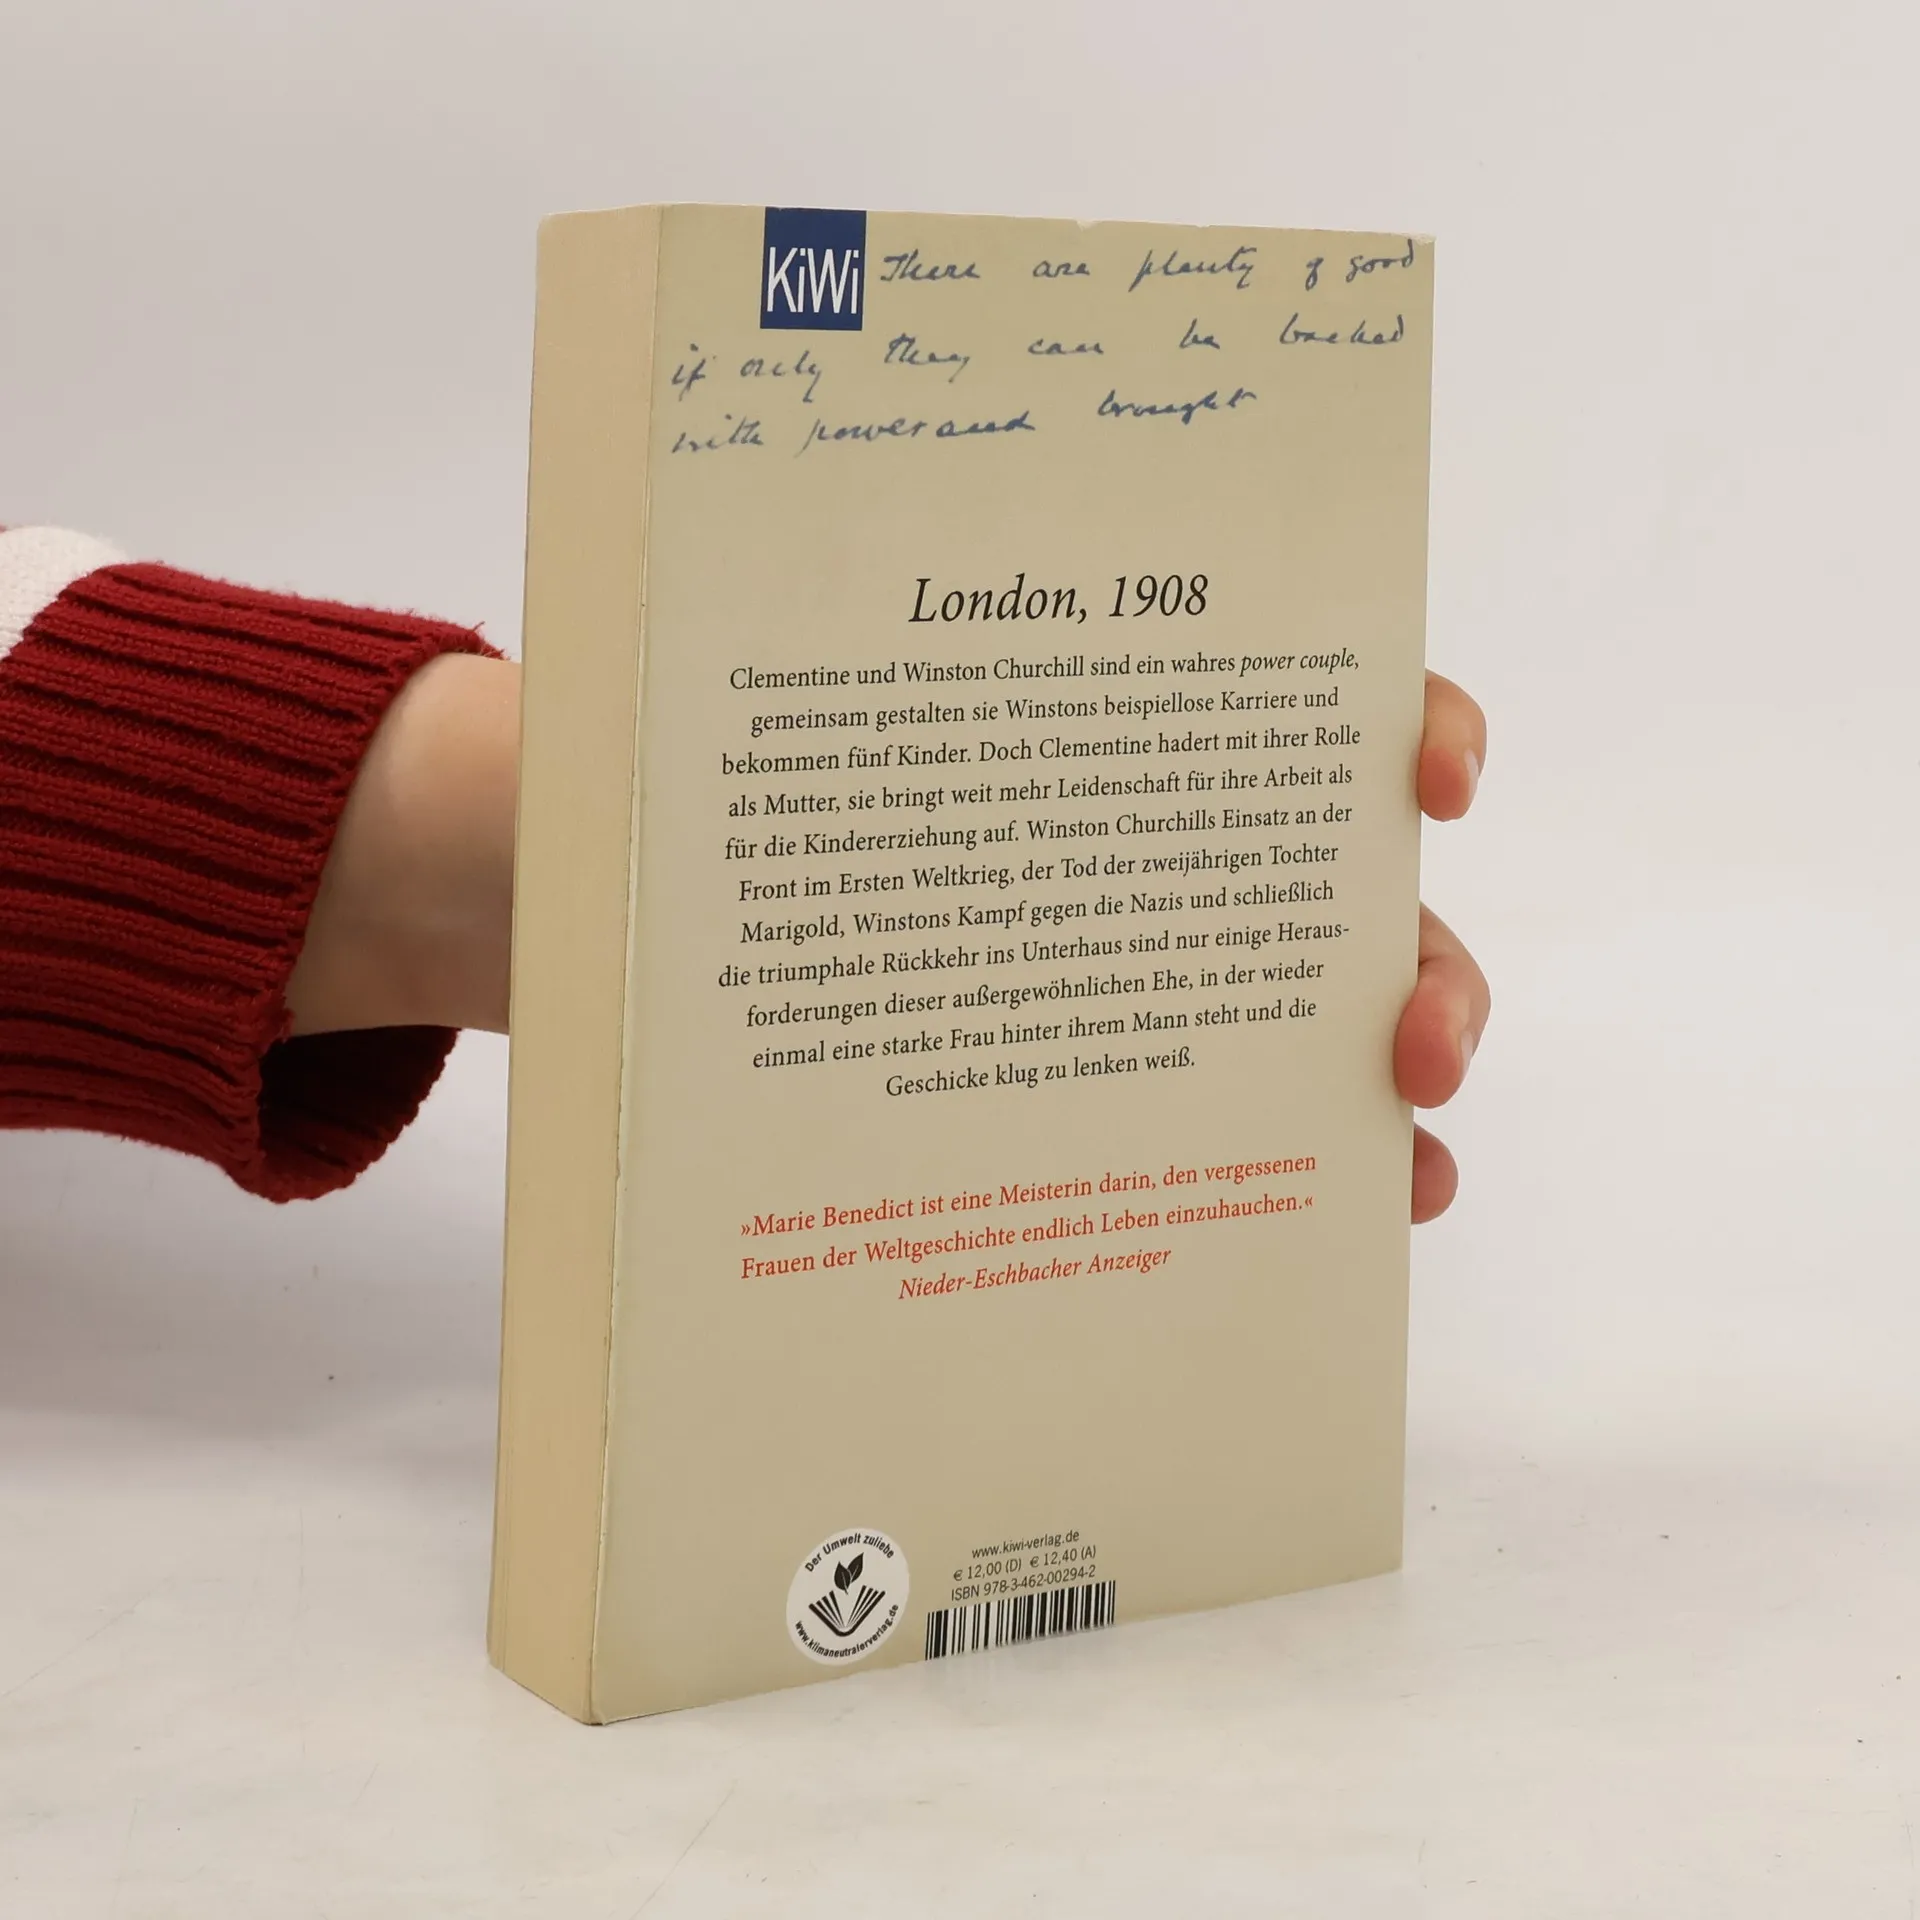 KiWi
There are plenty of good
if only they can be backed
with power and brought
London, 1908
Clementine und Winston Churchill sind ein wahres power couple,
gemeinsam gestalten sie Winstons beispiellose Karriere und
bekommen fünf Kinder. Doch Clementine hadert mit ihrer Rolle
als Mutter, sie bringt weit mehr Leidenschaft für ihre Arbeit als
für die Kindererziehung auf. Winston Churchills Einsatz an der
Front im Ersten Weltkrieg, der Tod der zweijährigen Tochter
Marigold, Winstons Kampf gegen die Nazis und schließlich
die triumphale Rückkehr ins Unterhaus sind nur einige Heraus-
forderungen dieser außergewöhnlichen Ehe, in der wieder
einmal eine starke Frau hinter ihrem Mann steht und die
Geschicke klug zu lenken weiß.
»Marie Benedict ist eine Meisterin darin, den vergessenen
Frauen der Weltgeschichte endlich Leben einzuhauchen.«
Nieder-Eschbacher Anzeiger
Der Umwelt zuliebe
www.klimaneutralerverlag.de
www.kiwi-verlag.de
€ 12,00 (D) € 12,40 (A)
ISBN 978-3-462-00294-2